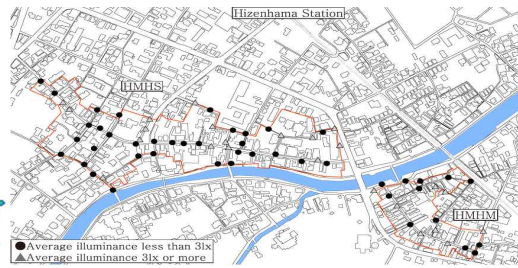 Hizenhama Station
HMHS
HMHM
Average illuminance less than 3lx
Average illuminance 3lx or more